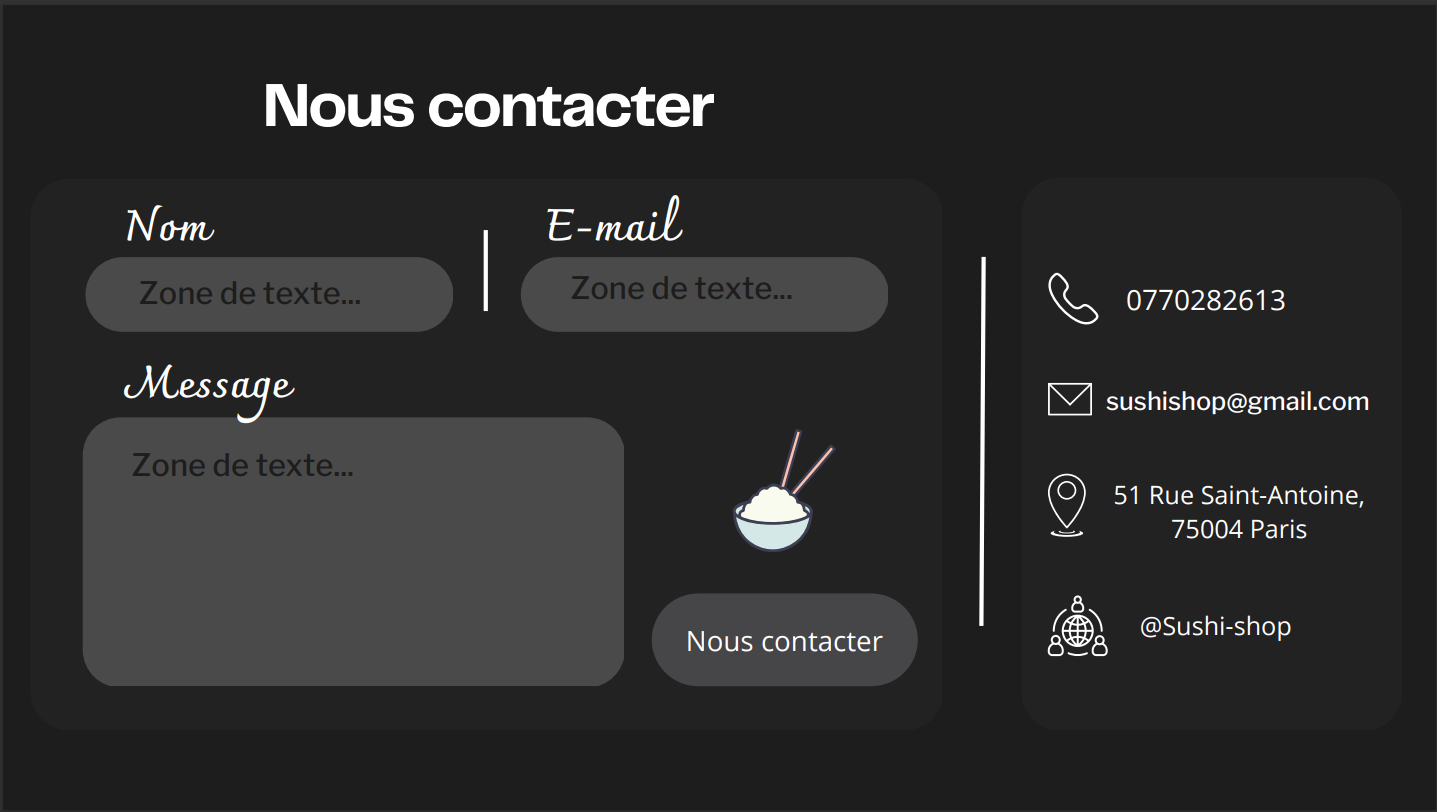 Nous contacter
Nom
E-mail
Zone de texte...
Zone de texte...
Message
Zone de texte...
Nous contacter
0770282613
sushishop@gmail.com
51 Rue Saint-Antoine,
75004 Paris
@Sushi-shop